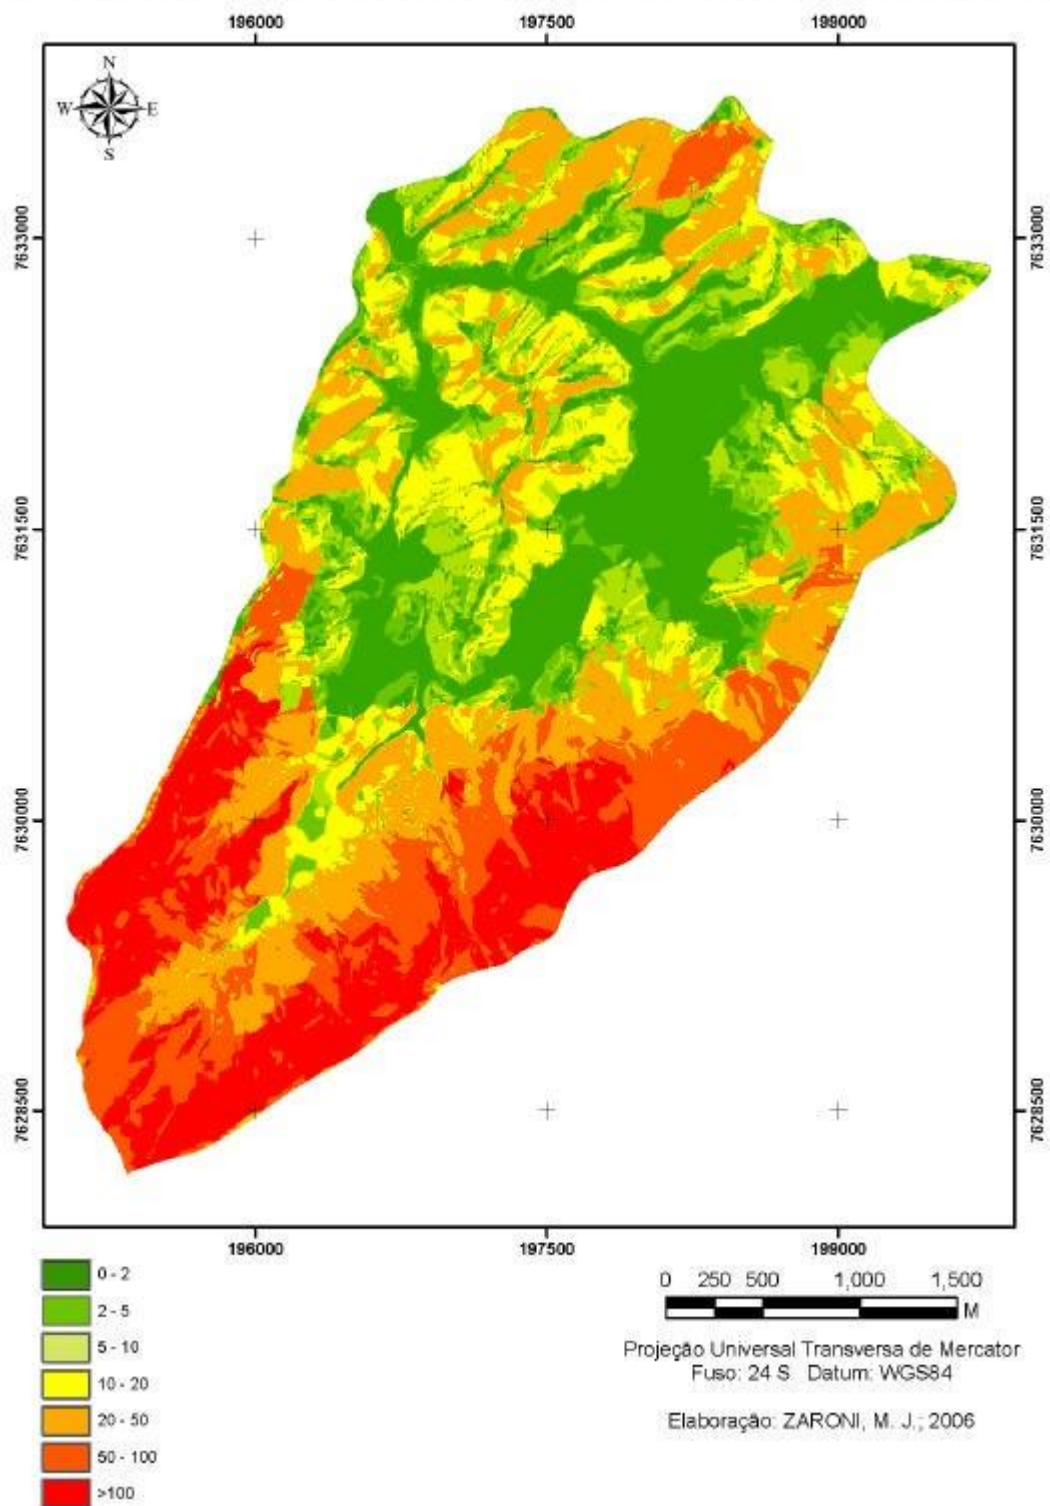 196000 197500 199000
N
W E
S
7633000 7633000
7631500 7631500
7630000 7630000
7628500 7628500
196000 197500 199000
0 - 2
2 - 5
5 - 10
10 - 20
20 - 50
50 - 100
>100
0 250 500 1,000 1,500
M
Projeção Universal Transversa de Mercator
Fuso: 24 S Datum: WGS84
Elaboração: ZARONI, M. J.; 2006